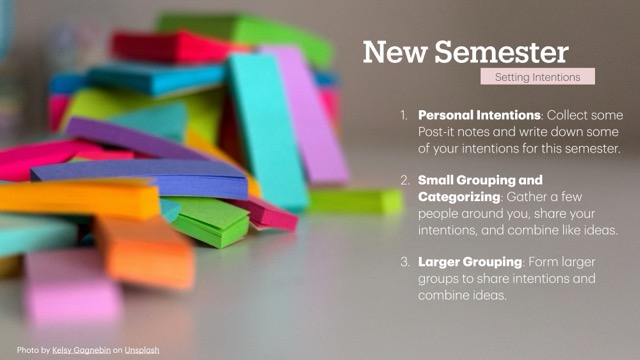 New Semester
Setting Intentions
1. Personal Intentions: Collect some
Post-it notes and write down some
of your intentions for this semester.
2. Small Grouping and
Categorizing: Gather a few
people around you, share your
intentions, and combine like ideas.
3. Larger Grouping: Form larger
groups to share intentions and
combine ideas.
Photo by Kelsy Gagnebin on Unsplash